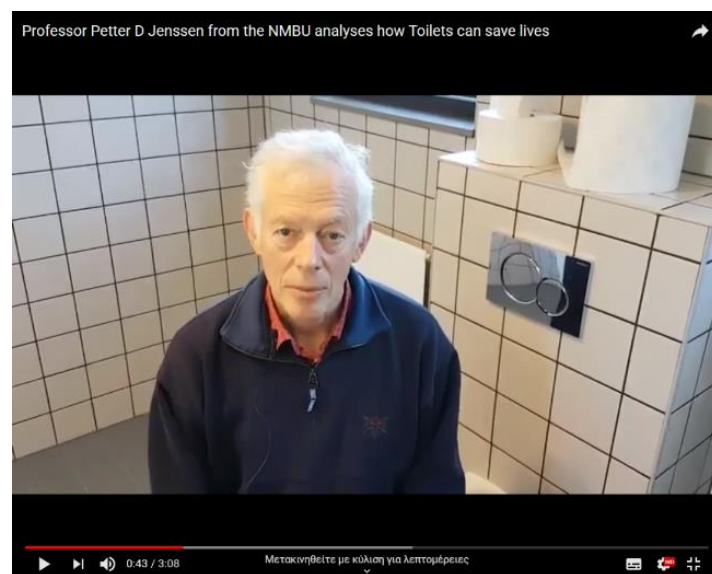 Professor Petter D Jenssen from the NMBU analyses how Toilets can save lives
0:43 / 3:08
Μετακινηθείτε με κύλιση για λεπτομέρειες